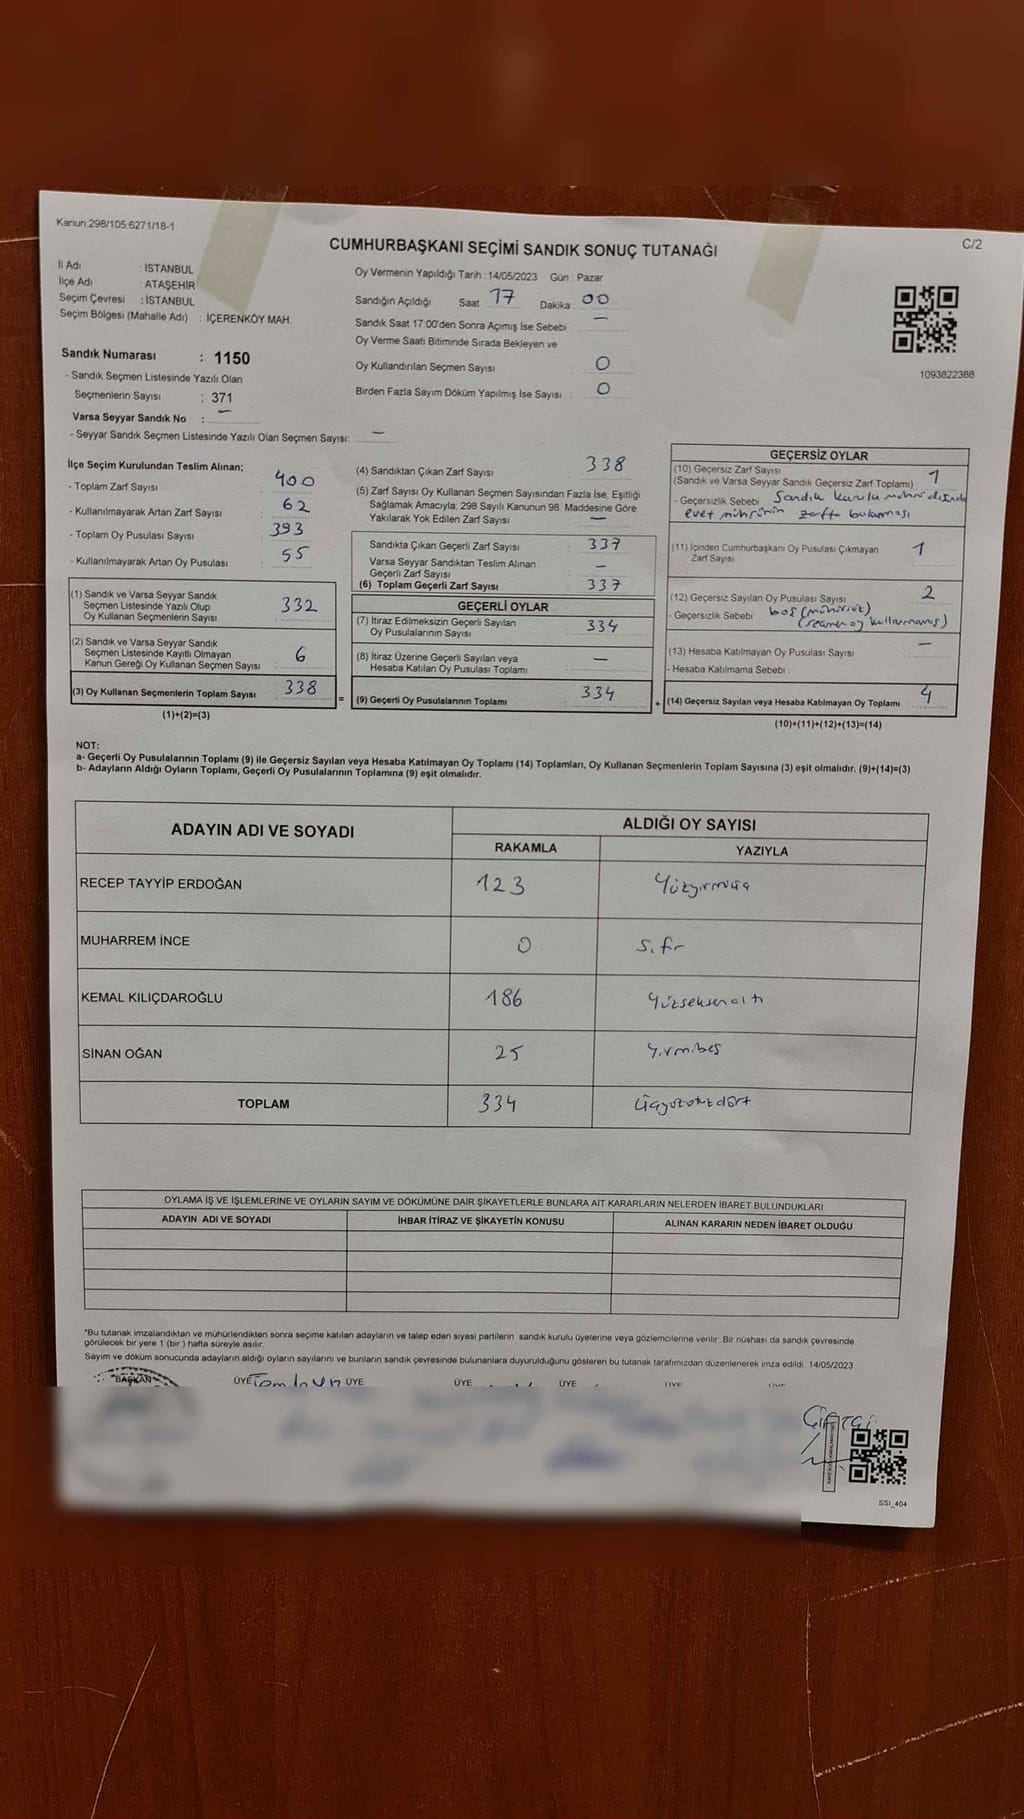 Kanun:298/105,6271/18-1
C/2
CUMHURBAŞKANI SEÇİMİ SANDIK SONUÇ TUTANAĞI
İl Adı : İSTANBUL
İlçe Adı : ATAŞEHİR
Seçim Çevresi : İSTANBUL
Seçim Bölgesi (Mahalle Adı) : İÇERENKÖY MAH.
Oy Vermenin Yapıldığı Tarih : 14/05/2023 Gün : Pazar
Sandığın Açıldığı Saat : 17 Dakika : 00
Sandık Saat 17:00'den Sonra Açılmış İse Sebebi : —
Oy Verme Saati Bitiminde Sırada Bekleyen ve
Oy Kullandırılan Seçmen Sayısı : 0
Birden Fazla Sayım Döküm Yapılmış İse Sayısı : 0
1093822388
Sandık Numarası : 1150
- Sandık Seçmen Listesinde Yazılı Olan
Seçmenlerin Sayısı : 371
Varsa Seyyar Sandık No : —
- Seyyar Sandık Seçmen Listesinde Yazılı Olan Seçmen Sayısı: —
İlçe Seçim Kurulundan Teslim Alınan;
- Toplam Zarf Sayısı : 400
- Kullanılmayarak Artan Zarf Sayısı : 62
- Toplam Oy Pusulası Sayısı : 393
- Kullanılmayarak Artan Oy Pusulası : 55
(1) Sandık ve Varsa Seyyar Sandık
Seçmen Listesinde Yazılı Olup
Oy Kullanan Seçmenlerin Sayısı : 332
(2) Sandık ve Varsa Seyyar Sandık
Seçmen Listesinde Kayıtlı Olmayan
Kanun Gereği Oy Kullanan Seçmen Sayısı : 6
(3) Oy Kullanan Seçmenlerin Toplam Sayısı : 338
(1)+(2)=(3)
(4) Sandıktan Çıkan Zarf Sayısı : 338
(5) Zarf Sayısı Oy Kullanan Seçmen Sayısından Fazla İse, Eşitliği
Sağlamak Amacıyla; 298 Sayılı Kanunun 98. Maddesine Göre
Yakılarak Yok Edilen Zarf Sayısı : —
Sandıkta Çıkan Geçerli Zarf Sayısı : 337
Varsa Seyyar Sandıktan Teslim Alınan
Geçerli Zarf Sayısı : —
(6) Toplam Geçerli Zarf Sayısı : 337
GEÇERLİ OYLAR
(7) İtiraz Edilmeksizin Geçerli Sayılan
Oy Pusulalarının Sayısı : 334
(8) İtiraz Üzerine Geçerli Sayılan veya
Hesaba Katılan Oy Pusulası Toplamı : —
= (9) Geçerli Oy Pusulalarının Toplamı : 334
GEÇERSİZ OYLAR
(10) Geçersiz Zarf Sayısı
(Sandık ve Varsa Seyyar Sandık Geçersiz Zarf Toplamı) : 1
- Geçersizlik Sebebi : Sandık kurulu mührü dışında
evet mührünün zarfta bulunması
(11) İçinden Cumhurbaşkanı Oy Pusulası Çıkmayan
Zarf Sayısı : 1
(12) Geçersiz Sayılan Oy Pusulası Sayısı : 2
- Geçersizlik Sebebi : boş (mühürsüz)
(seçmen oy kullanmamış)
(13) Hesaba Katılmayan Oy Pusulası Sayısı : —
- Hesaba Katılmama Sebebi :
+ (14) Geçersiz Sayılan veya Hesaba Katılmayan Oy Toplamı : 4
(10)+(11)+(12)+(13)=(14)
NOT:
a- Geçerli Oy Pusulalarının Toplamı (9) ile Geçersiz Sayılan veya Hesaba Katılmayan Oy Toplamı (14) Toplamları, Oy Kullanan Seçmenlerin Toplam Sayısına (3) eşit olmalıdır. (9)+(14)=(3)
b- Adayların Aldığı Oyların Toplamı, Geçerli Oy Pusulalarının Toplamına (9) eşit olmalıdır.
ADAYIN ADI VE SOYADI ALDIĞI OY SAYISI
RAKAMLA YAZIYLA
RECEP TAYYİP ERDOĞAN 123 Yüzyirmiüç
MUHARREM İNCE 0 Sıfır
KEMAL KILIÇDAROĞLU 186 Yüzseksenaltı
SİNAN OĞAN 25 Yirmibeş
TOPLAM 334 Üçyüzotuzdört
OYLAMA İŞ VE İŞLEMLERİNE VE OYLARIN SAYIM VE DÖKÜMÜNE DAİR ŞİKAYETLERLE BUNLARA AİT KARARLARIN NELERDEN İBARET BULUNDUKLARI
ADAYIN ADI VE SOYADI İHBAR İTİRAZ VE ŞİKAYETİN KONUSU ALINAN KARARIN NEDEN İBARET OLDUĞU
*Bu tutanak imzalandıktan ve mühürlendikten sonra seçime katılan adayların ve talep eden siyasi partilerin sandık kurulu üyelerine veya gözlemcilerine verilir. Bir nüshası da sandık çevresinde
görülecek bir yere 1 (bir) hafta süreyle asılır.
Sayım ve döküm sonucunda adayların aldığı oyların sayılarını ve bunların sandık çevresinde bulunanlara duyurulduğunu gösteren bu tutanak tarafımızdan düzenlenerek imza edildi. 14/05/2023
BAŞKAN ÜYE ÜYE ÜYE ÜYE ÜYE ÜYE
SSI_404